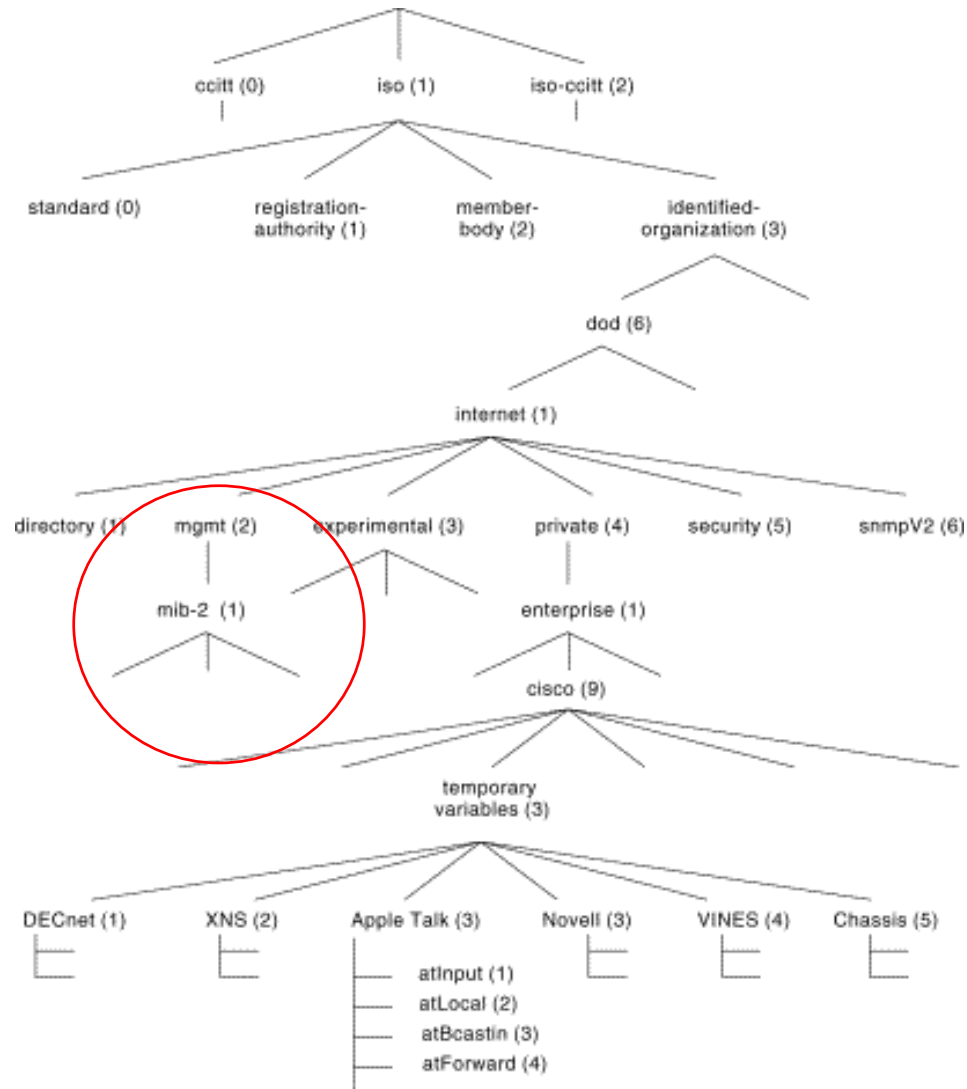 ccitt (0) iso (1) iso-ccitt (2)
standard (0) registration- member- identified-
authority (1) body (2) organization (3)
dod (6)
internet (1)
directory (1) mgmt (2) experimental (3) private (4) security (5) snmpV2 (6)
mib-2 (1) enterprise (1)
cisco (9)
temporary
variables (3)
DECnet (1) XNS (2) Apple Talk (3) Novell (3) VINES (4) Chassis (5)
atInput (1)
atLocal (2)
atBcastin (3)
atForward (4)